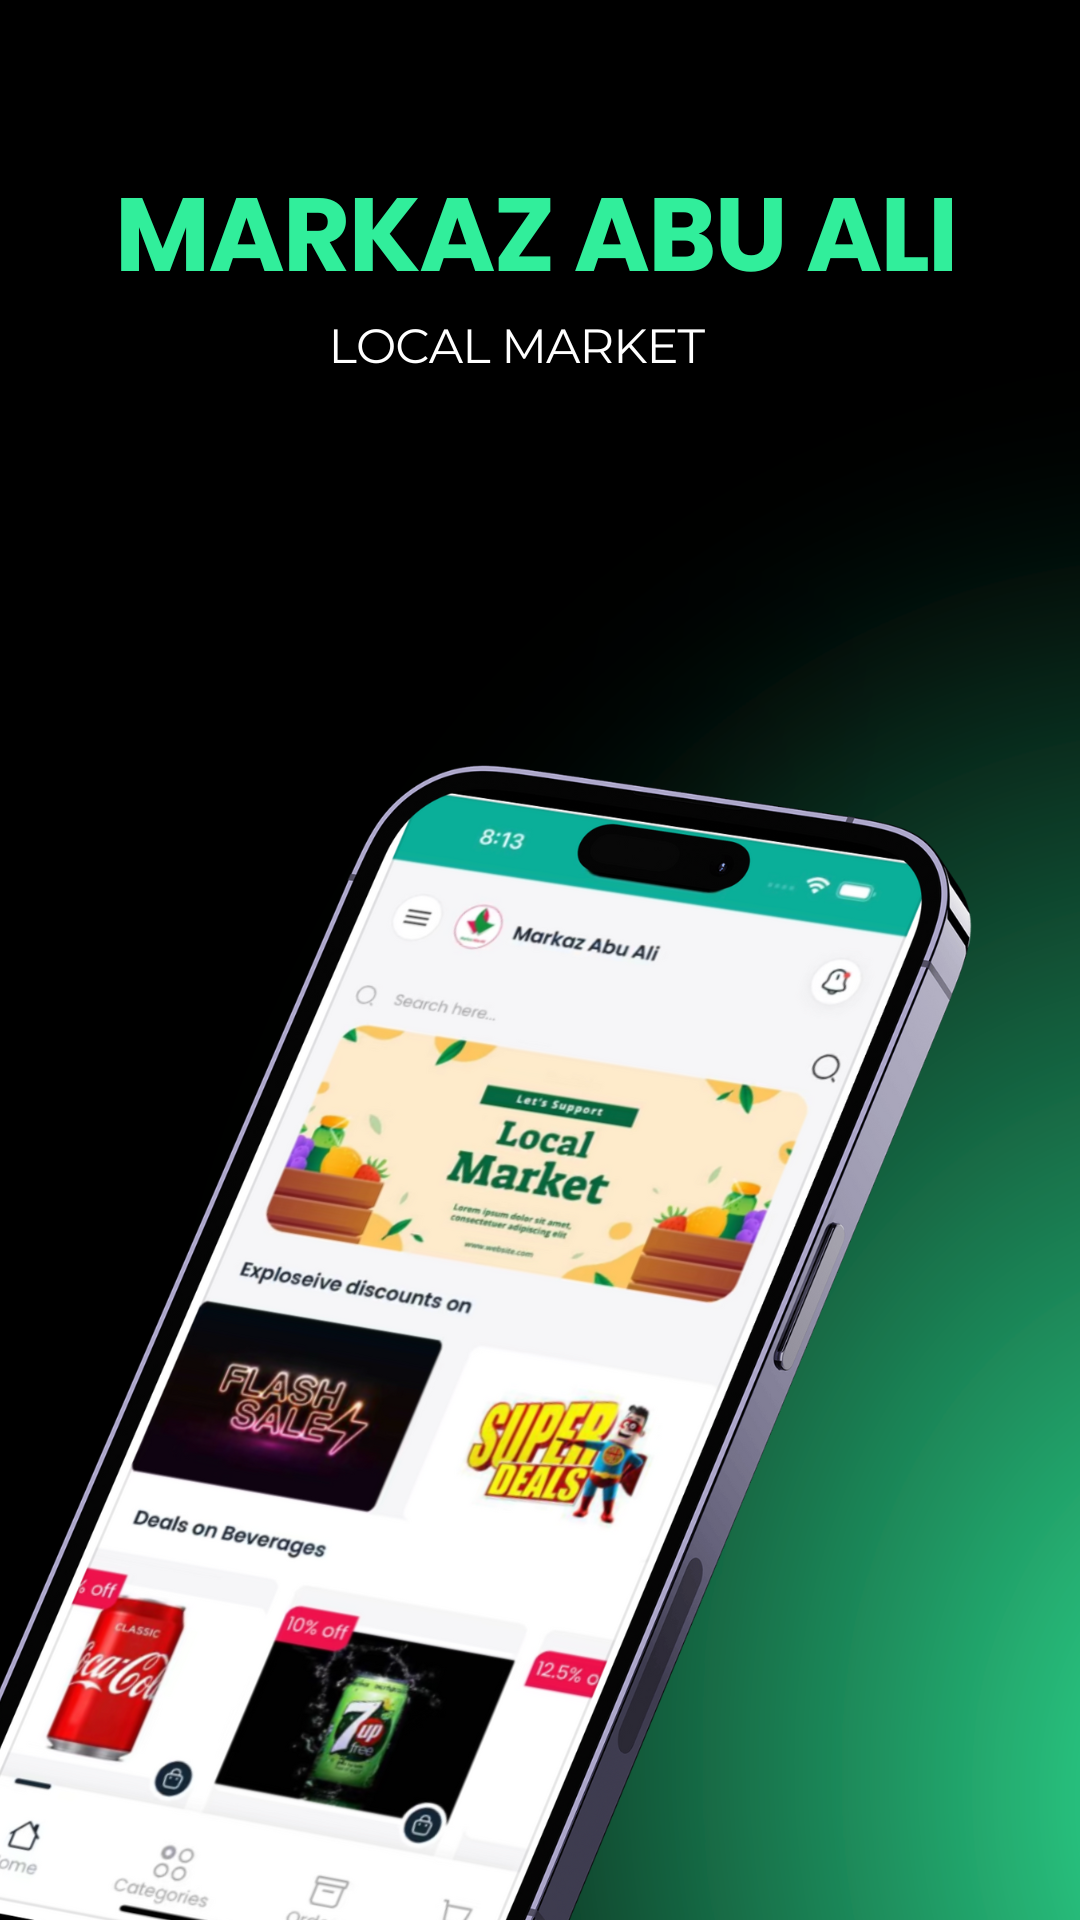 MARKAZ ABU ALI
LOCAL MARKET
8:13
Markaz Abu Ali
Search here...
Let's Support
Local
Market
Lorem ipsum dolor sit amet,
consectetuer adipiscing elit
www.website.com
Exploseive discounts on
FLASH
SALE
SUPER
DEALS
Deals on Beverages
% off
10% off
12.5% o
CLASSIC
Coca-Cola
7up
free
ome
Categories
Orde